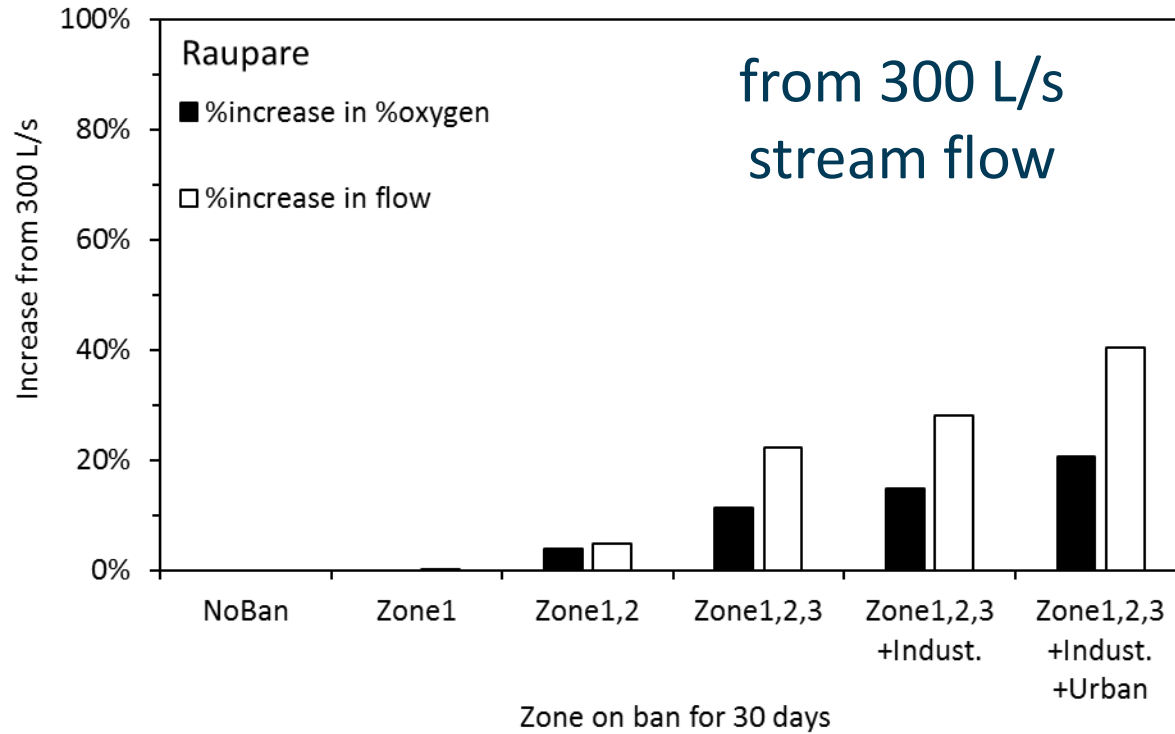 Raupare
%increase in %oxygen
%increase in flow
from 300 L/s
stream flow
Increase from 300 L/s
100%
80%
60%
40%
20%
0%
NoBan
Zone1
Zone1,2
Zone1,2,3
Zone1,2,3
+Indust.
Zone1,2,3
+Indust.
+Urban
Zone on ban for 30 days